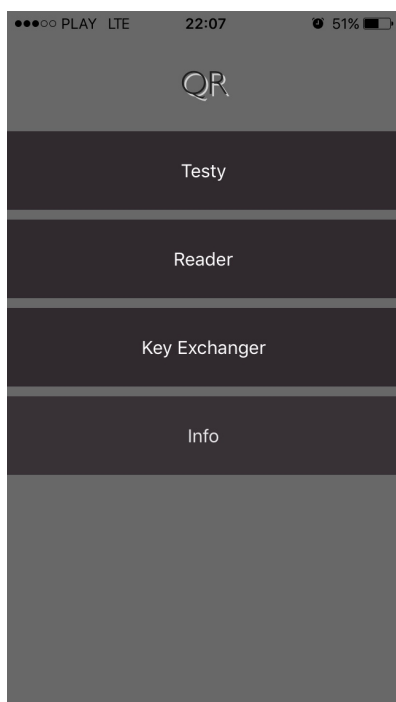 PLAY LTE 22:07 51%
QR
Testy
Reader
Key Exchanger
Info